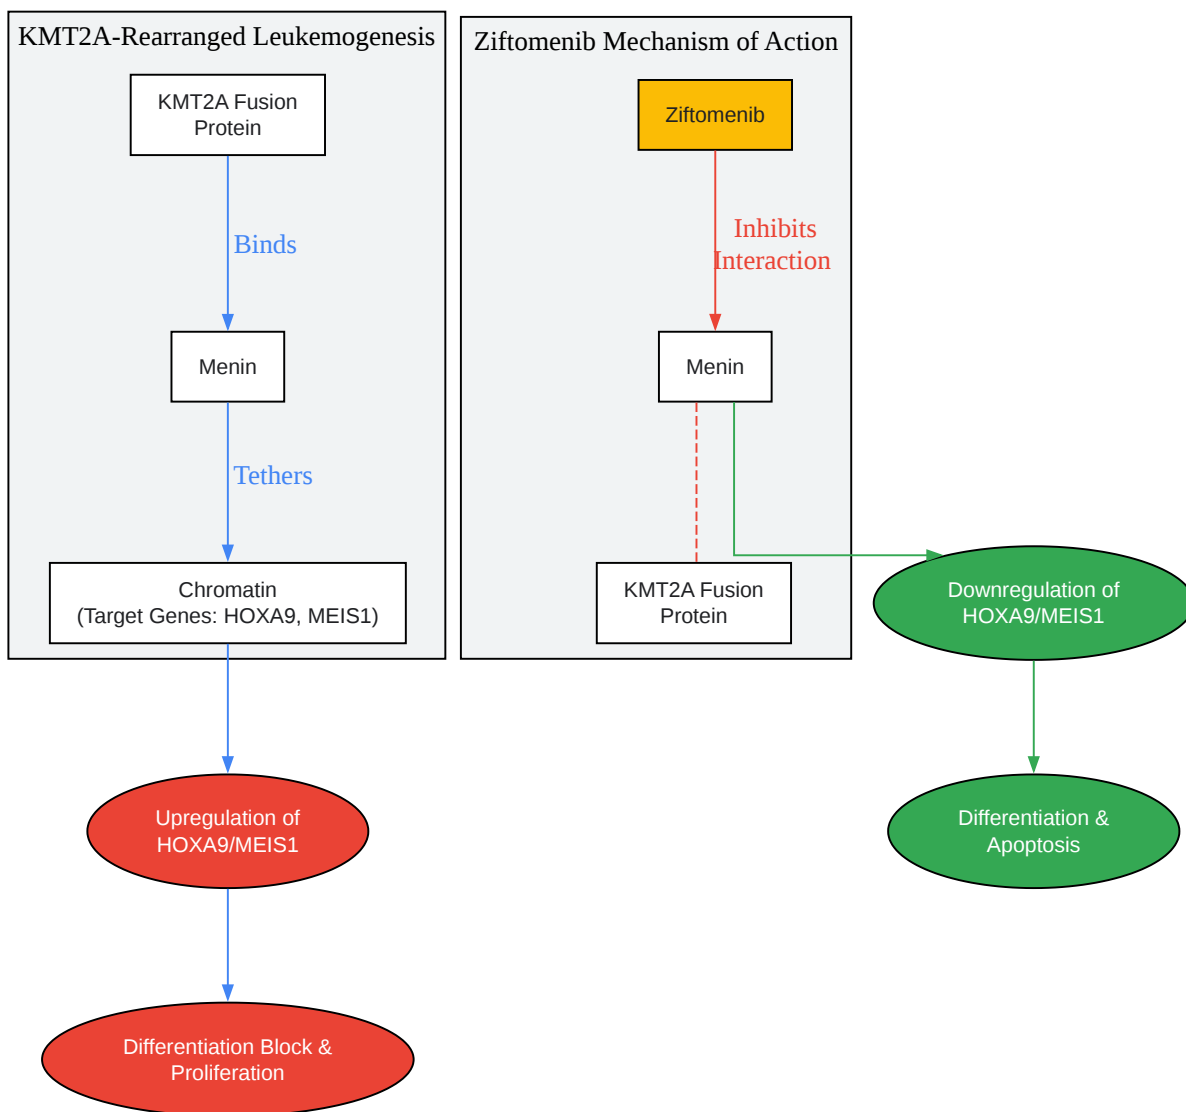 KMT2A-Rearranged Leukemogenesis
KMT2A Fusion
Protein
Binds
Menin
Tethers
Chromatin
(Target Genes: HOXA9, MEIS1)
Upregulation of
HOXA9/MEIS1
Differentiation Block &
Proliferation
Ziftomenib Mechanism of Action
Ziftomenib
Inhibits
Interaction
Menin
KMT2A Fusion
Protein
Downregulation of
HOXA9/MEIS1
Differentiation &
Apoptosis